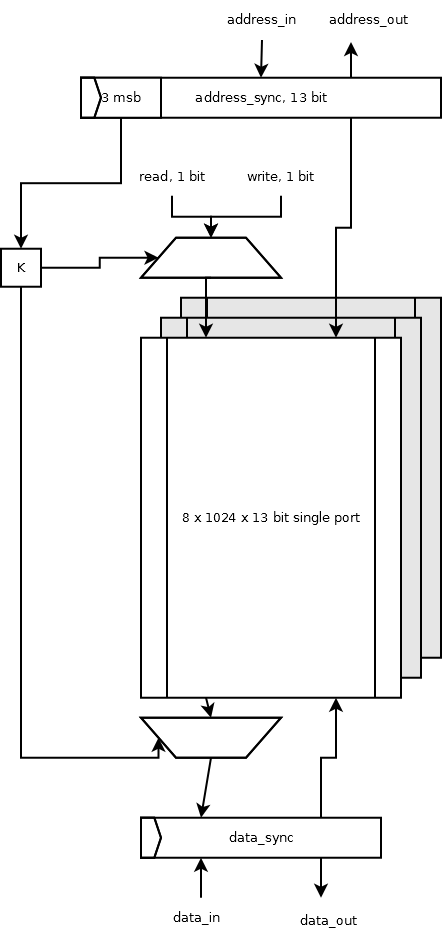 address_in
address_out
3 msb
address_sync, 13 bit
read, 1 bit
write, 1 bit
K
8 x 1024 x 13 bit single port
data_sync
data_in
data_out